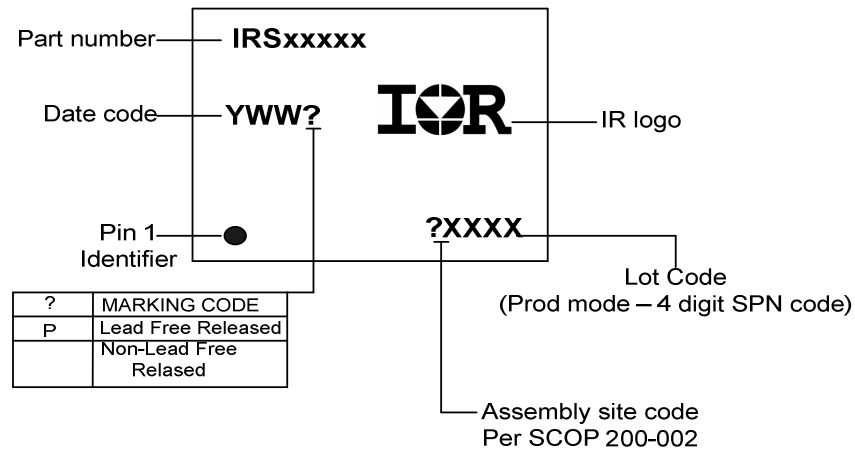 Part number
IRSxxxxx
Date code
YWW?
IOR
IR logo
Pin 1
Identifier
?XXXX
Lot Code
(Prod mode – 4 digit SPN code)
? MARKING CODE
P Lead Free Released
Non-Lead Free
Relased
Assembly site code
Per SCOP 200-002